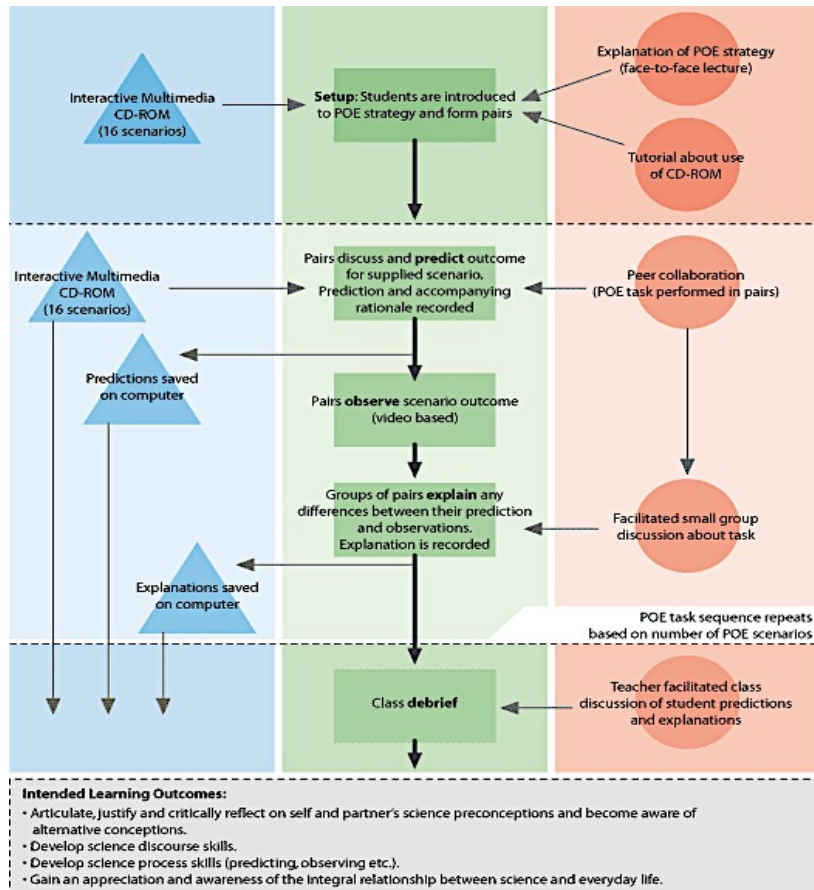 Interactive Multimedia
CD-ROM
(16 scenarios)
Setup: Students are introduced
to POE strategy and form pairs
Explanation of POE strategy
(face-to-face lecture)
Tutorial about use
of CD-ROM
Interactive Multimedia
CD-ROM
(16 scenarios)
Pairs discuss and predict outcome
for supplied scenario.
Prediction and accompanying
rationale recorded
Peer collaboration
(POE task performed in pairs)
Predictions saved
on computer
Pairs observe scenario outcome
(video based)
Groups of pairs explain any
differences between their prediction
and observations.
Explanation is recorded
Facilitated small group
discussion about task
Explanations saved
on computer
POE task sequence repeats
based on number of POE scenarios
Class debrief
Teacher facilitated class
discussion of student predictions
and explanations
Intended Learning Outcomes:
• Articulate, justify and critically reflect on self and partner's science preconceptions and become aware of
alternative conceptions.
• Develop science discourse skills.
• Develop science process skills (predicting, observing etc.).
• Gain an appreciation and awareness of the integral relationship between science and everyday life.